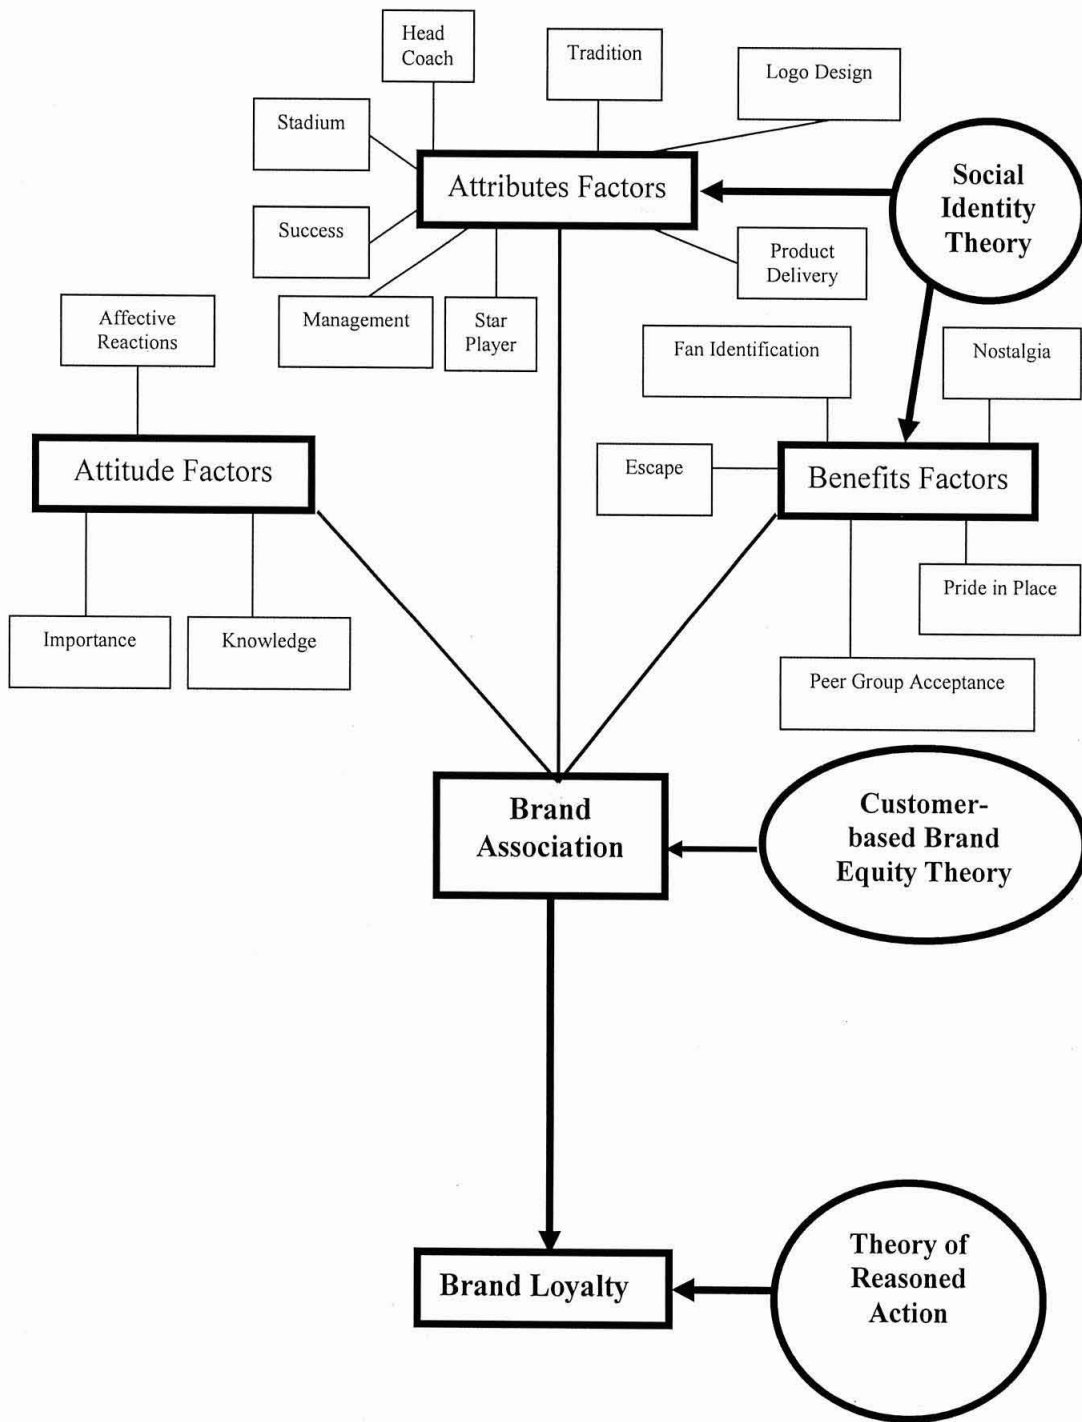 Head
Coach
Tradition
Logo Design
Stadium
Attributes Factors
Social
Identity
Theory
Success
Product
Delivery
Management
Star
Player
Affective
Reactions
Fan Identification
Nostalgia
Attitude Factors
Escape
Benefits Factors
Importance
Knowledge
Pride in Place
Peer Group Acceptance
Brand
Association
Customer-
based Brand
Equity Theory
Brand Loyalty
Theory of
Reasoned
Action